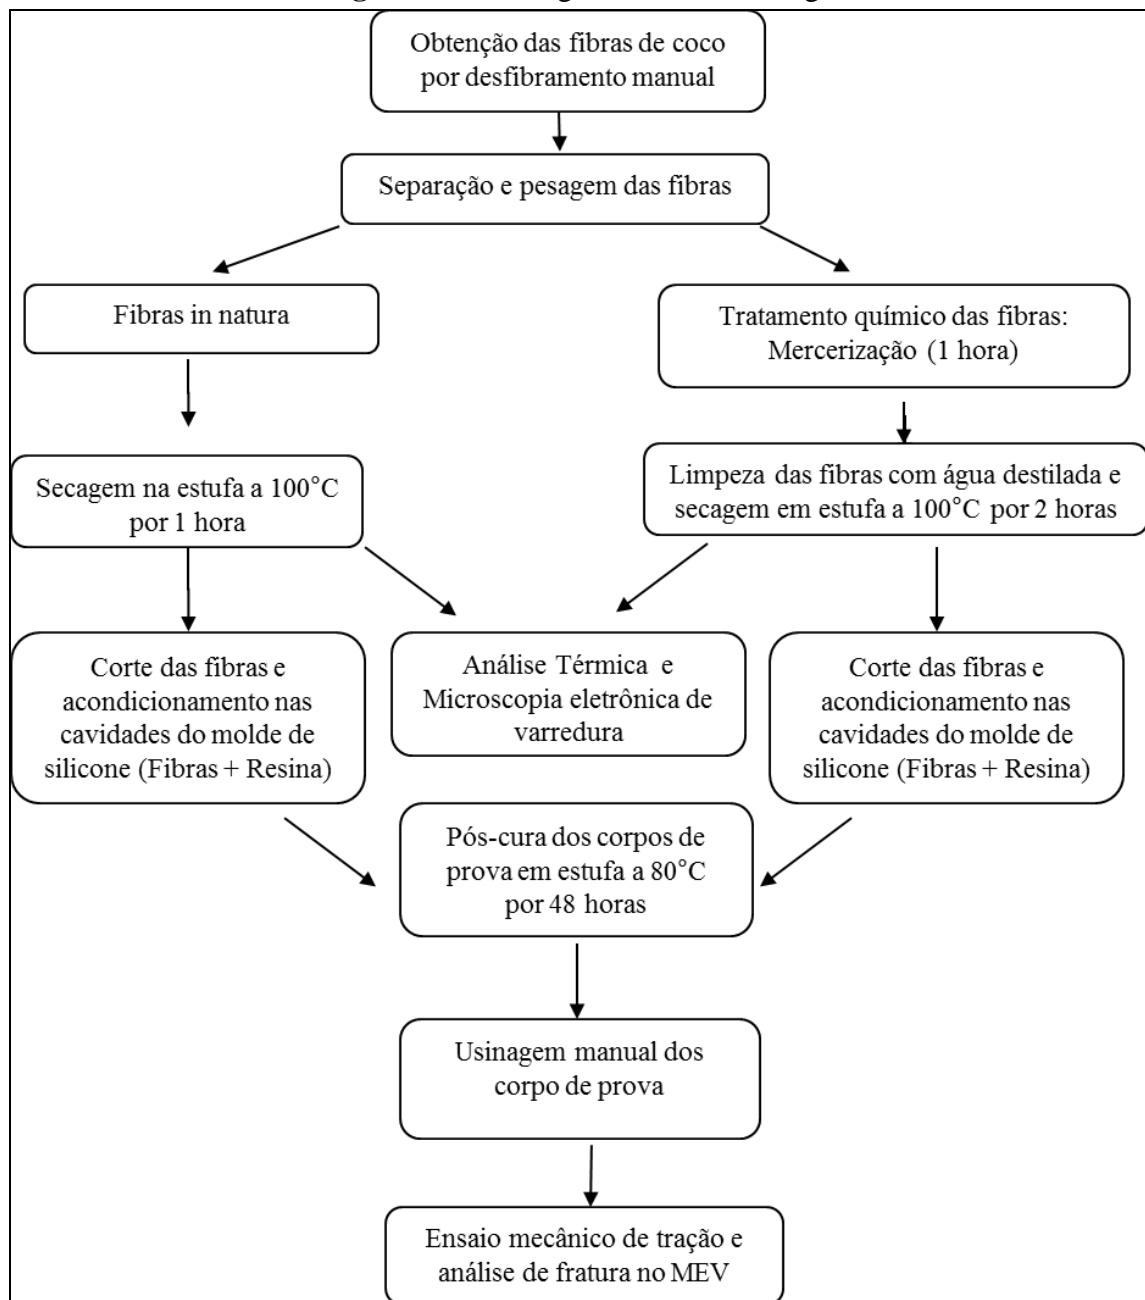 Obtenção das fibras de coco
por desfibramento manual
Separação e pesagem das fibras
Fibras in natura
Tratamento químico das fibras:
Mercerização (1 hora)
Secagem na estufa a 100°C
por 1 hora
Limpeza das fibras com água destilada e
secagem em estufa a 100°C por 2 horas
Corte das fibras e
acondicionamento nas
cavidades do molde de
silicone (Fibras + Resina)
Análise Térmica e
Microscopia eletrônica de
varredura
Corte das fibras e
acondicionamento nas
cavidades do molde de
silicone (Fibras + Resina)
Pós-cura dos corpos de
prova em estufa a 80°C
por 48 horas
Usinagem manual dos
corpo de prova
Ensaio mecânico de tração e
análise de fratura no MEV